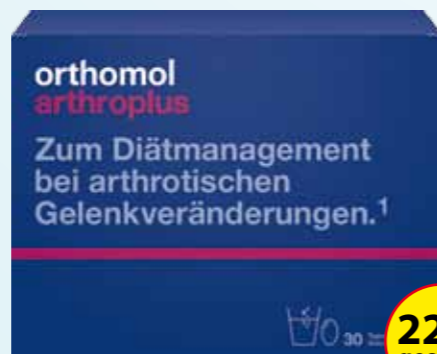 orthomol
arthroplus
Zum Diätmanagement
bei arthrotischen
Gelenkveränderungen.¹
30
22